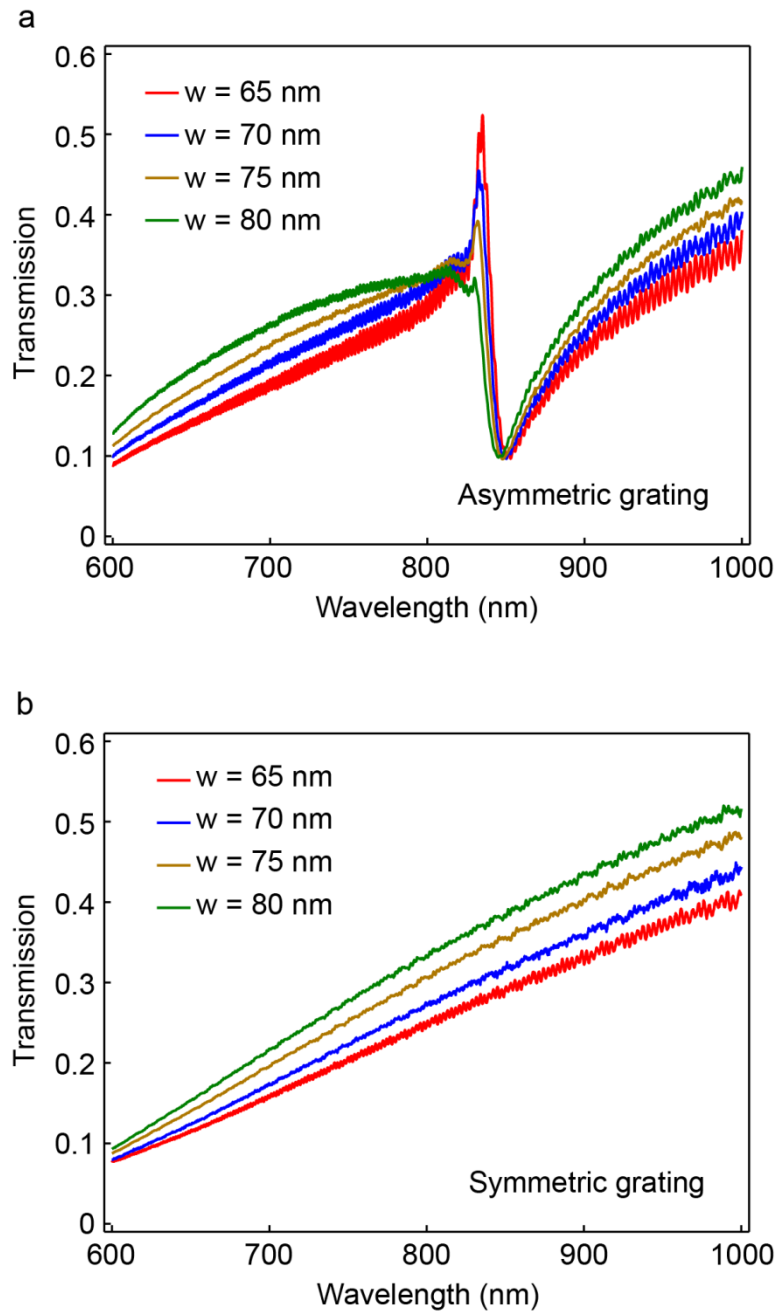 a
0.6
0.5
0.4
0.3
0.2
0.1
0
Transmission
w = 65 nm
w = 70 nm
w = 75 nm
w = 80 nm
Asymmetric grating
600 700 800 900 1000
Wavelength (nm)
b
0.6
0.5
0.4
0.3
0.2
0.1
0
Transmission
w = 65 nm
w = 70 nm
w = 75 nm
w = 80 nm
Symmetric grating
600 700 800 900 1000
Wavelength (nm)